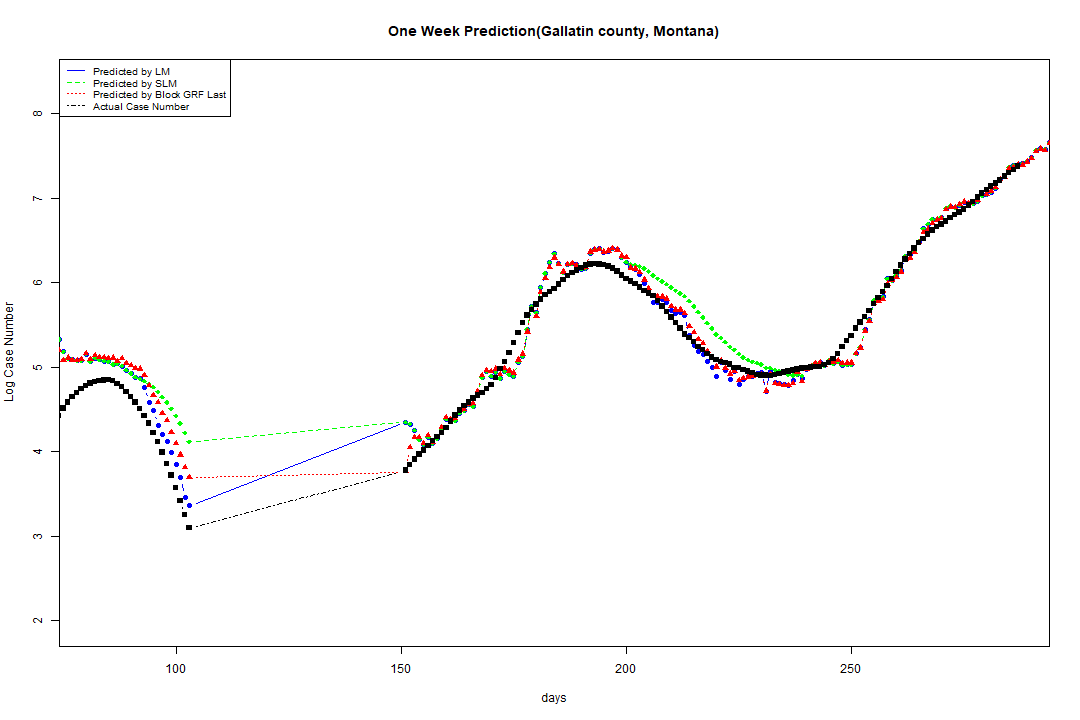 One Week Prediction(Gallatin county, Montana)
Predicted by LM
Predicted by SLM
Predicted by Block GRF Last
Actual Case Number
Log Case Number
8
7
6
5
4
3
2
100 150 200 250
days